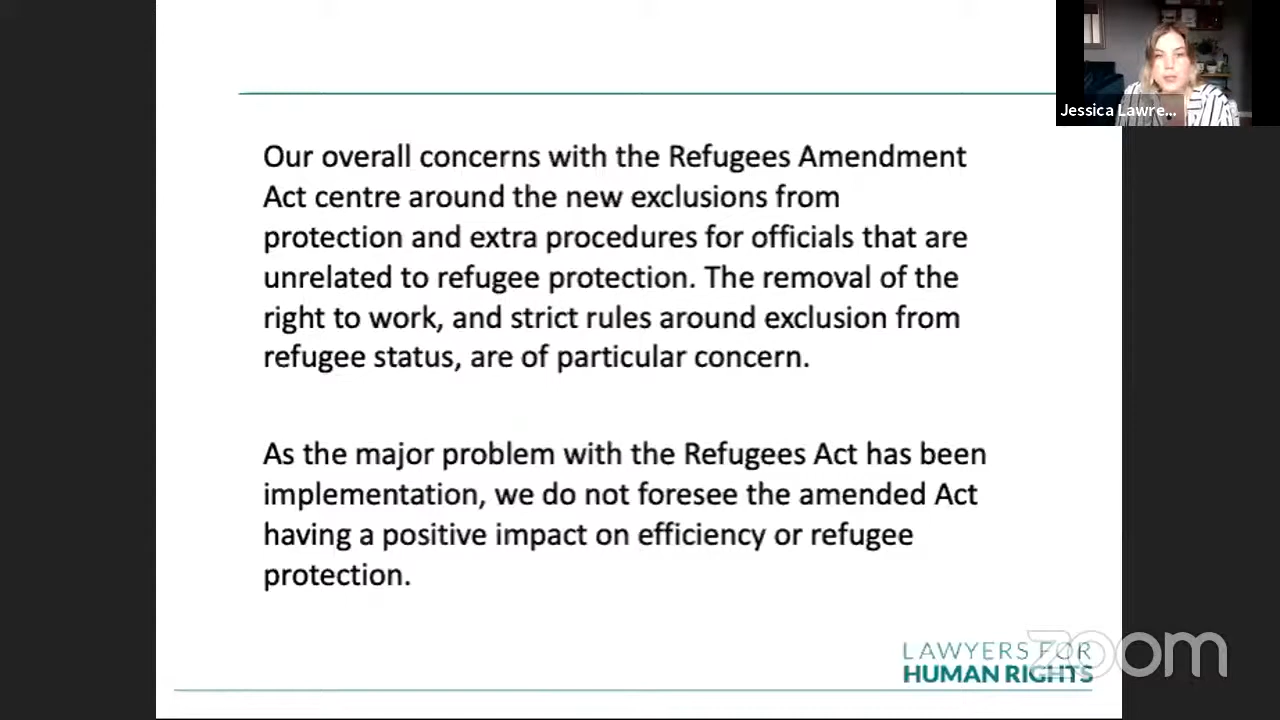 Jessica Lawre...
Our overall concerns with the Refugees Amendment
Act centre around the new exclusions from
protection and extra procedures for officials that are
unrelated to refugee protection. The removal of the
right to work, and strict rules around exclusion from
refugee status, are of particular concern.
As the major problem with the Refugees Act has been
implementation, we do not foresee the amended Act
having a positive impact on efficiency or refugee
protection.
LAWYERS FOR
HUMAN RIGHTS
zoom